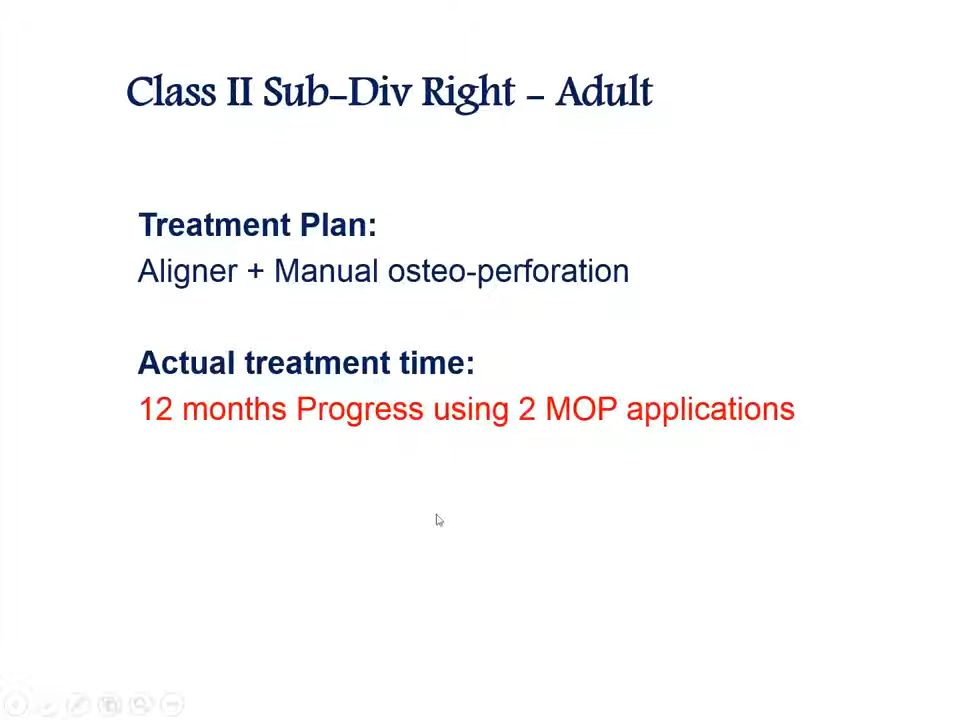 Class II Sub-Div Right - Adult
Treatment Plan:
Aligner + Manual osteo-perforation
Actual treatment time:
12 months Progress using 2 MOP applications